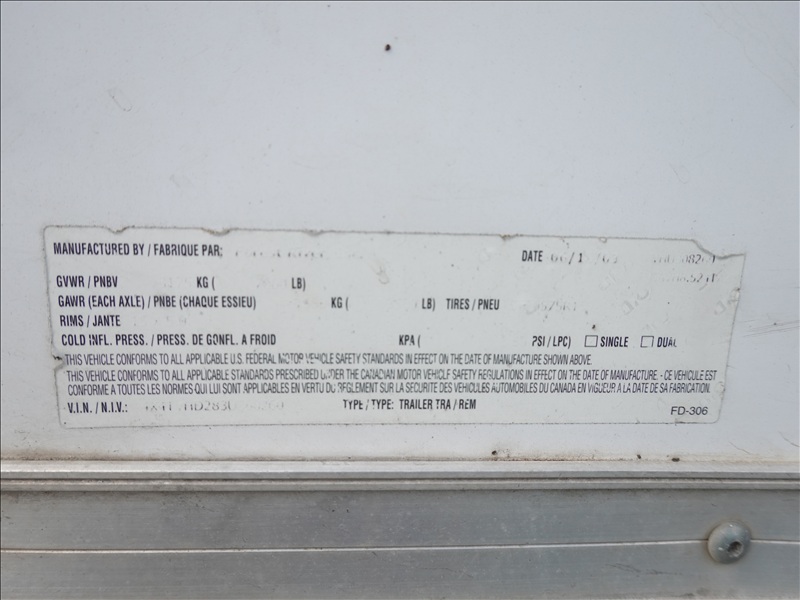 MANUFACTURED BY / FABRIQUE PAR: DATE
GVWR / PNBV KG ( LB)
GAWR (EACH AXLE) / PNBE (CHAQUE ESSIEU) KG ( LB) TIRES / PNEU
RIMS / JANTE
COLD INFL. PRESS. / PRESS. DE GONFL. A FROID KPA ( PSI / LPC) SINGLE DUAL
THIS VEHICLE CONFORMS TO ALL APPLICABLE U.S. FEDERAL MOTOR VEHICLE SAFETY STANDARDS IN EFFECT ON THE DATE OF MANUFACTURE SHOWN ABOVE.
THIS VEHICLE CONFORMS TO ALL APPLICABLE STANDARDS PRESCRIBED UNDER THE CANADIAN MOTOR VEHICLE SAFETY REGULATIONS IN EFFECT ON THE DATE OF MANUFACTURE - CE VEHICULE EST
CONFORME A TOUTES LES NORMES QUI LUI SONT APPLICABLES EN VERTU DU REGLEMENT SUR LA SECURITE DES VEHICULES AUTOMOBILES DU CANADA EN VIGUEUR A LA DATE DE SA FABRICATION.
V.I.N. / N.I.V.: TYPE / TYPE: TRAILER TRA / REM
FD-306